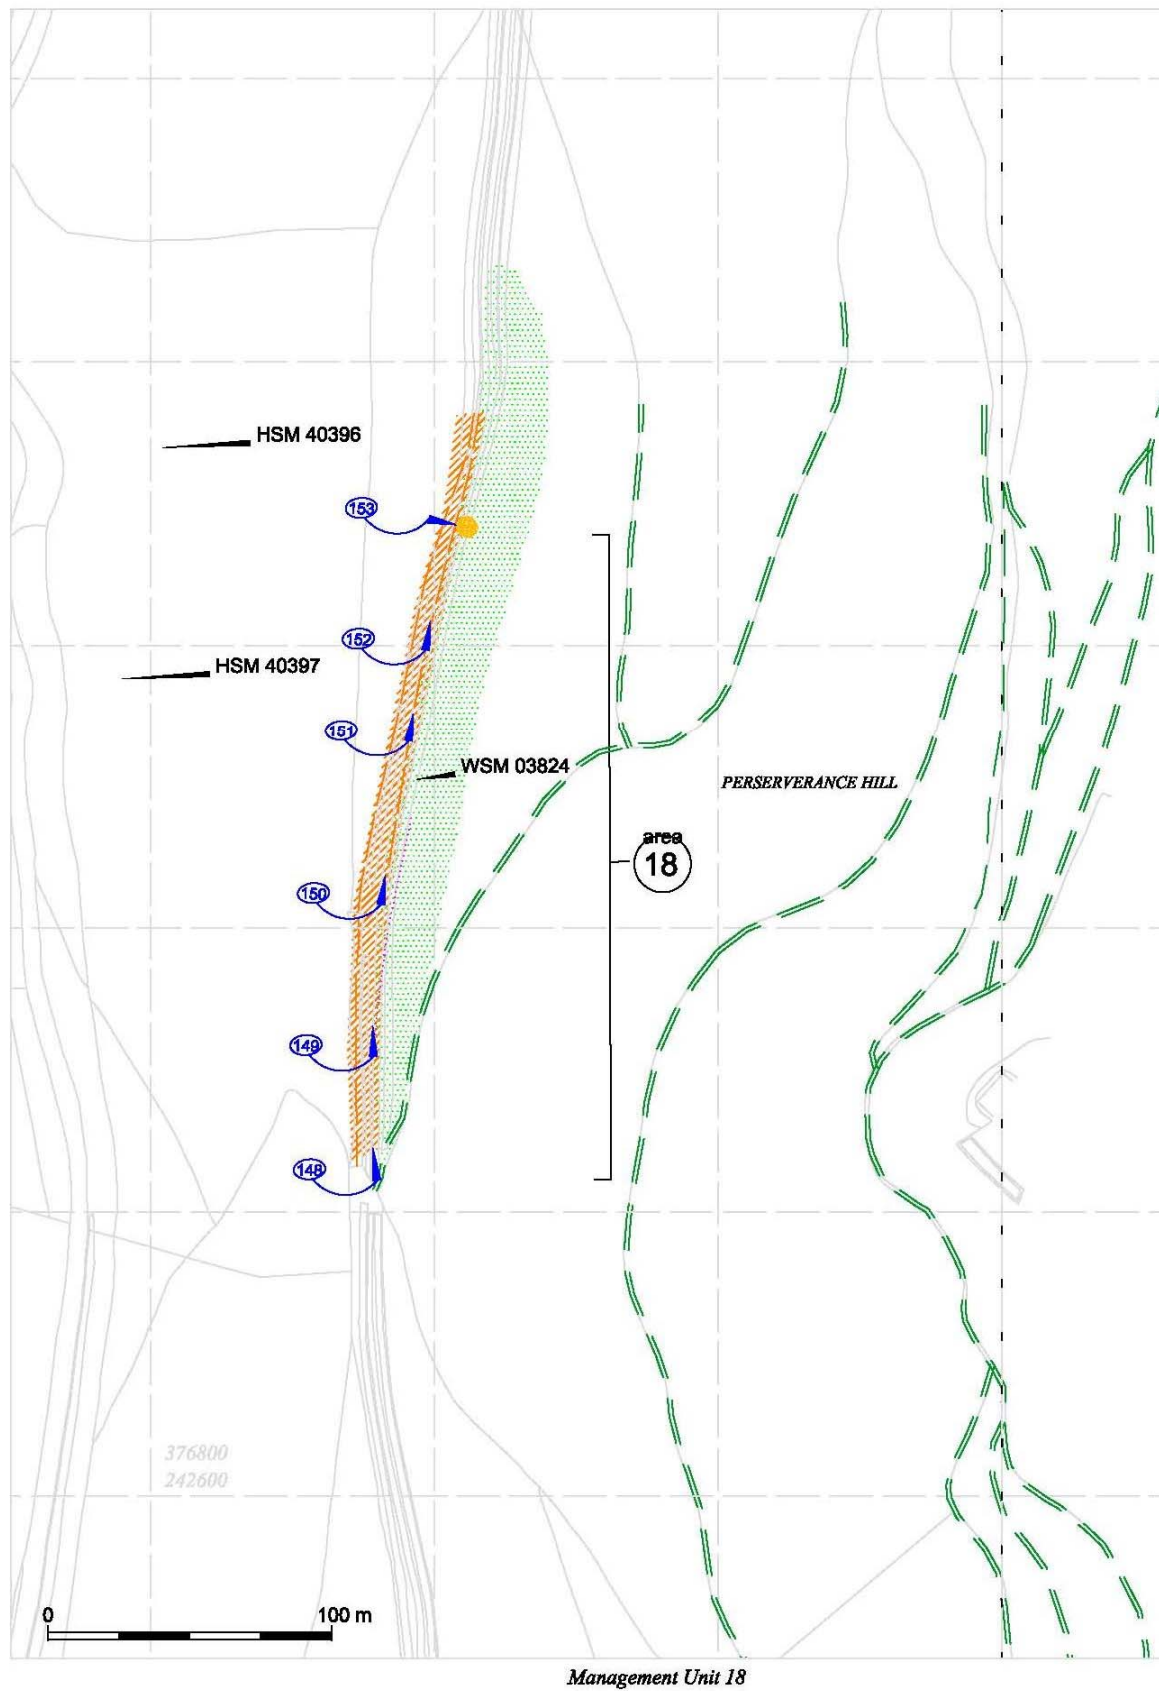 HSM 40396
153
152
HSM 40397
151
WSM 03824
PERSERVERANCE HILL
area
18
150
149
148
376800
242600
0 100 m
Management Unit 18